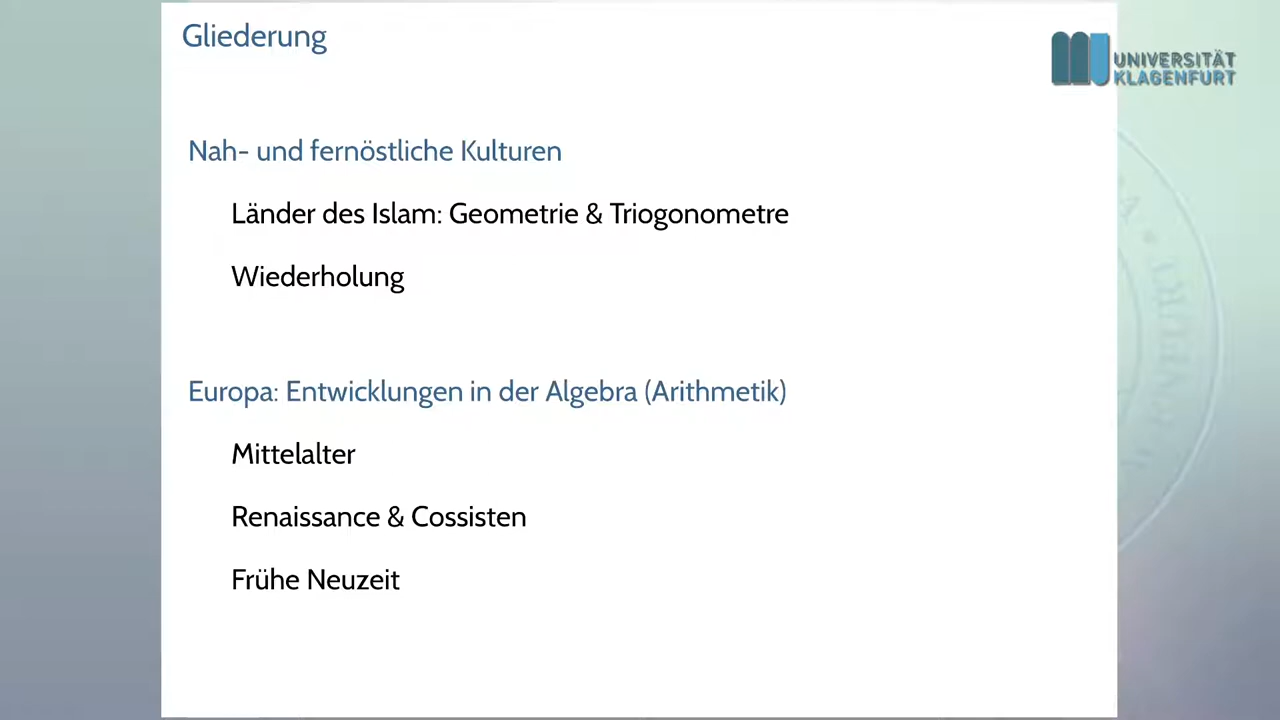 Gliederung
UNIVERSITÄT
KLAGENFURT
Nah- und fernöstliche Kulturen
Länder des Islam: Geometrie & Triogonometre
Wiederholung
Europa: Entwicklungen in der Algebra (Arithmetik)
Mittelalter
Renaissance & Cossisten
Frühe Neuzeit